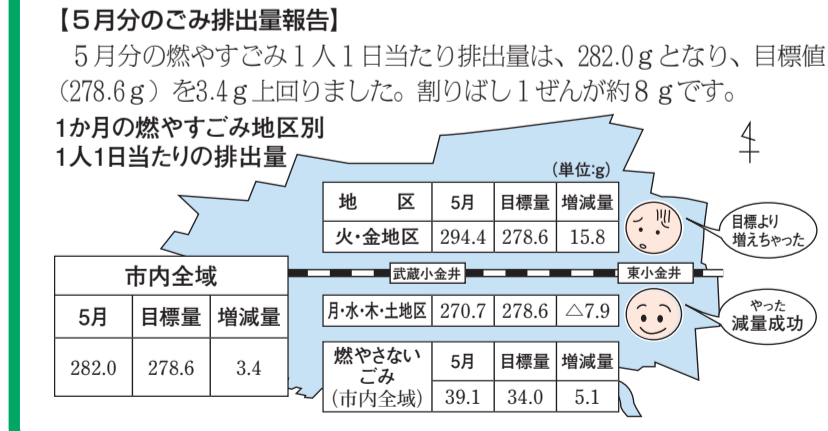 【５月分のごみ排出量報告】
５月分の燃やすごみ１人１日当たり排出量は、282.0ｇとなり、目標値
（278.6ｇ）を3.4ｇ上回りました。割りばし１ぜんが約８ｇです。
1か月の燃やすごみ地区別
1人1日当たりの排出量
(単位:g)
地　区 5月 目標量 増減量
火・金地区 294.4 278.6 15.8
目標より
増えちゃった
武蔵小金井 東小金井
市内全域
5月 目標量 増減量
282.0 278.6 3.4
月・水・木・土地区 270.7 278.6 △7.9
やった
減量成功
燃やさない
ごみ
（市内全域）
5月 目標量 増減量
39.1 34.0 5.1